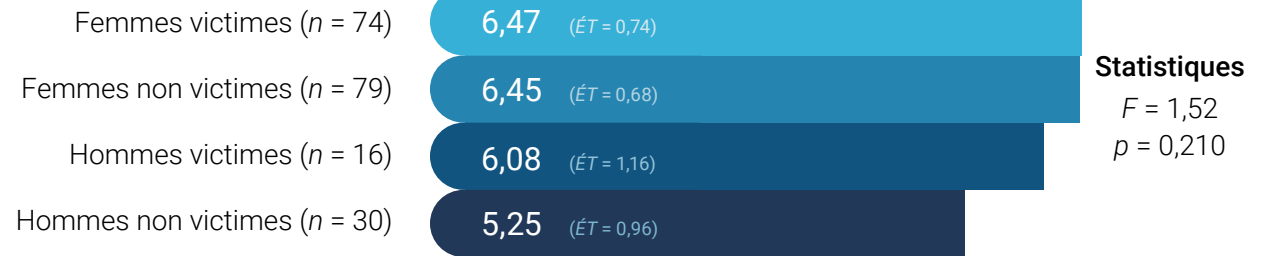 Femmes victimes (n = 74) 6,47 (ÉT = 0,74)
Femmes non victimes (n = 79) 6,45 (ÉT = 0,68)
Hommes victimes (n = 16) 6,08 (ÉT = 1,16)
Hommes non victimes (n = 30) 5,25 (ÉT = 0,96)
Statistiques
F = 1,52
p = 0,210